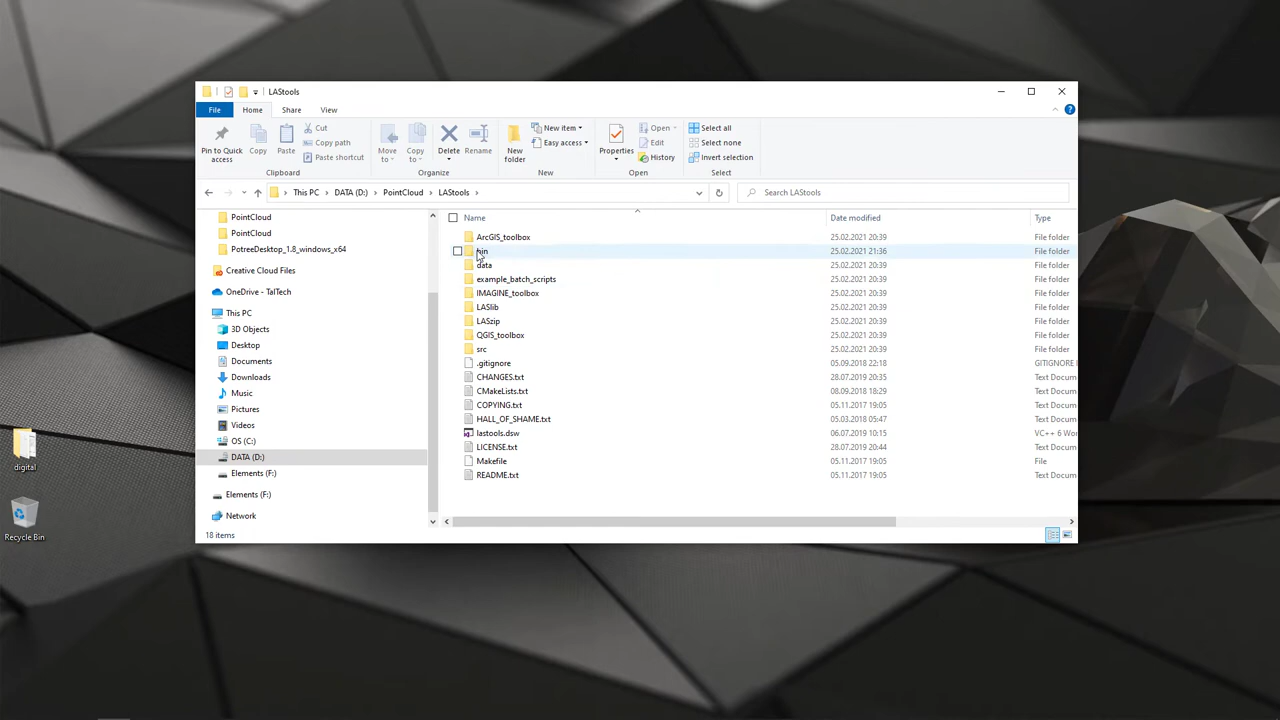 LAStools
File Home Share View
Pin to Quick access
Copy
Paste
Cut
Copy path
Paste shortcut
Clipboard
Move to
Copy to
Delete
Rename
Organize
New folder
New item
Easy access
New
Properties
Open
Edit
History
Open
Select all
Select none
Invert selection
Select
This PC DATA (D:) PointCloud LAStools
Search LAStools
PointCloud
PointCloud
PotreeDesktop_1.8_windows_x64
Creative Cloud Files
OneDrive - TalTech
This PC
3D Objects
Desktop
Documents
Downloads
Music
Pictures
Videos
OS (C:)
DATA (D:)
Elements (F:)
Elements (F:)
Network
Name Date modified Type
ArcGIS_toolbox 25.02.2021 20:39 File folder
bin 25.02.2021 21:36 File folder
data 25.02.2021 20:39 File folder
example_batch_scripts 25.02.2021 20:39 File folder
IMAGINE_toolbox 25.02.2021 20:39 File folder
LASlib 25.02.2021 20:39 File folder
LASzip 25.02.2021 20:39 File folder
QGIS_toolbox 25.02.2021 20:39 File folder
src 25.02.2021 20:39 File folder
.gitignore 05.09.2018 22:18 GITIGNORE
CHANGES.txt 28.07.2019 20:35 Text Docum
CMakeLists.txt 08.09.2018 18:29 Text Docum
COPYING.txt 05.11.2017 19:05 Text Docum
HALL_OF_SHAME.txt 05.03.2018 05:47 Text Docum
lastools.dsw 06.07.2019 10:15 VC++ 6 Wor
LICENSE.txt 28.07.2019 20:44 Text Docum
Makefile 05.11.2017 19:05 File
README.txt 05.11.2017 19:05 Text Docum
18 items
digital
Recycle Bin